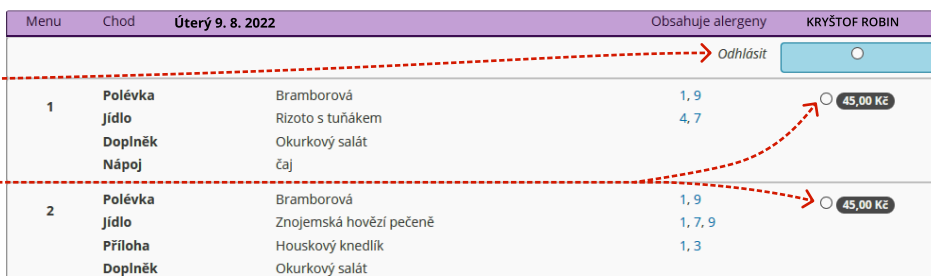 Menu Chod Úterý 9. 8. 2022 Obsahuje alergeny KRYŠTOF ROBIN
Odhlásit
1 Polévka Bramborová 1, 9 45,00 Kč
Jídlo Rizoto s tuňákem 4, 7
Doplněk Okurkový salát
Nápoj čaj
2 Polévka Bramborová 1, 9 45,00 Kč
Jídlo Znojemská hovězí pečeně 1, 7, 9
Příloha Houskový knedlík 1, 3
Doplněk Okurkový salát